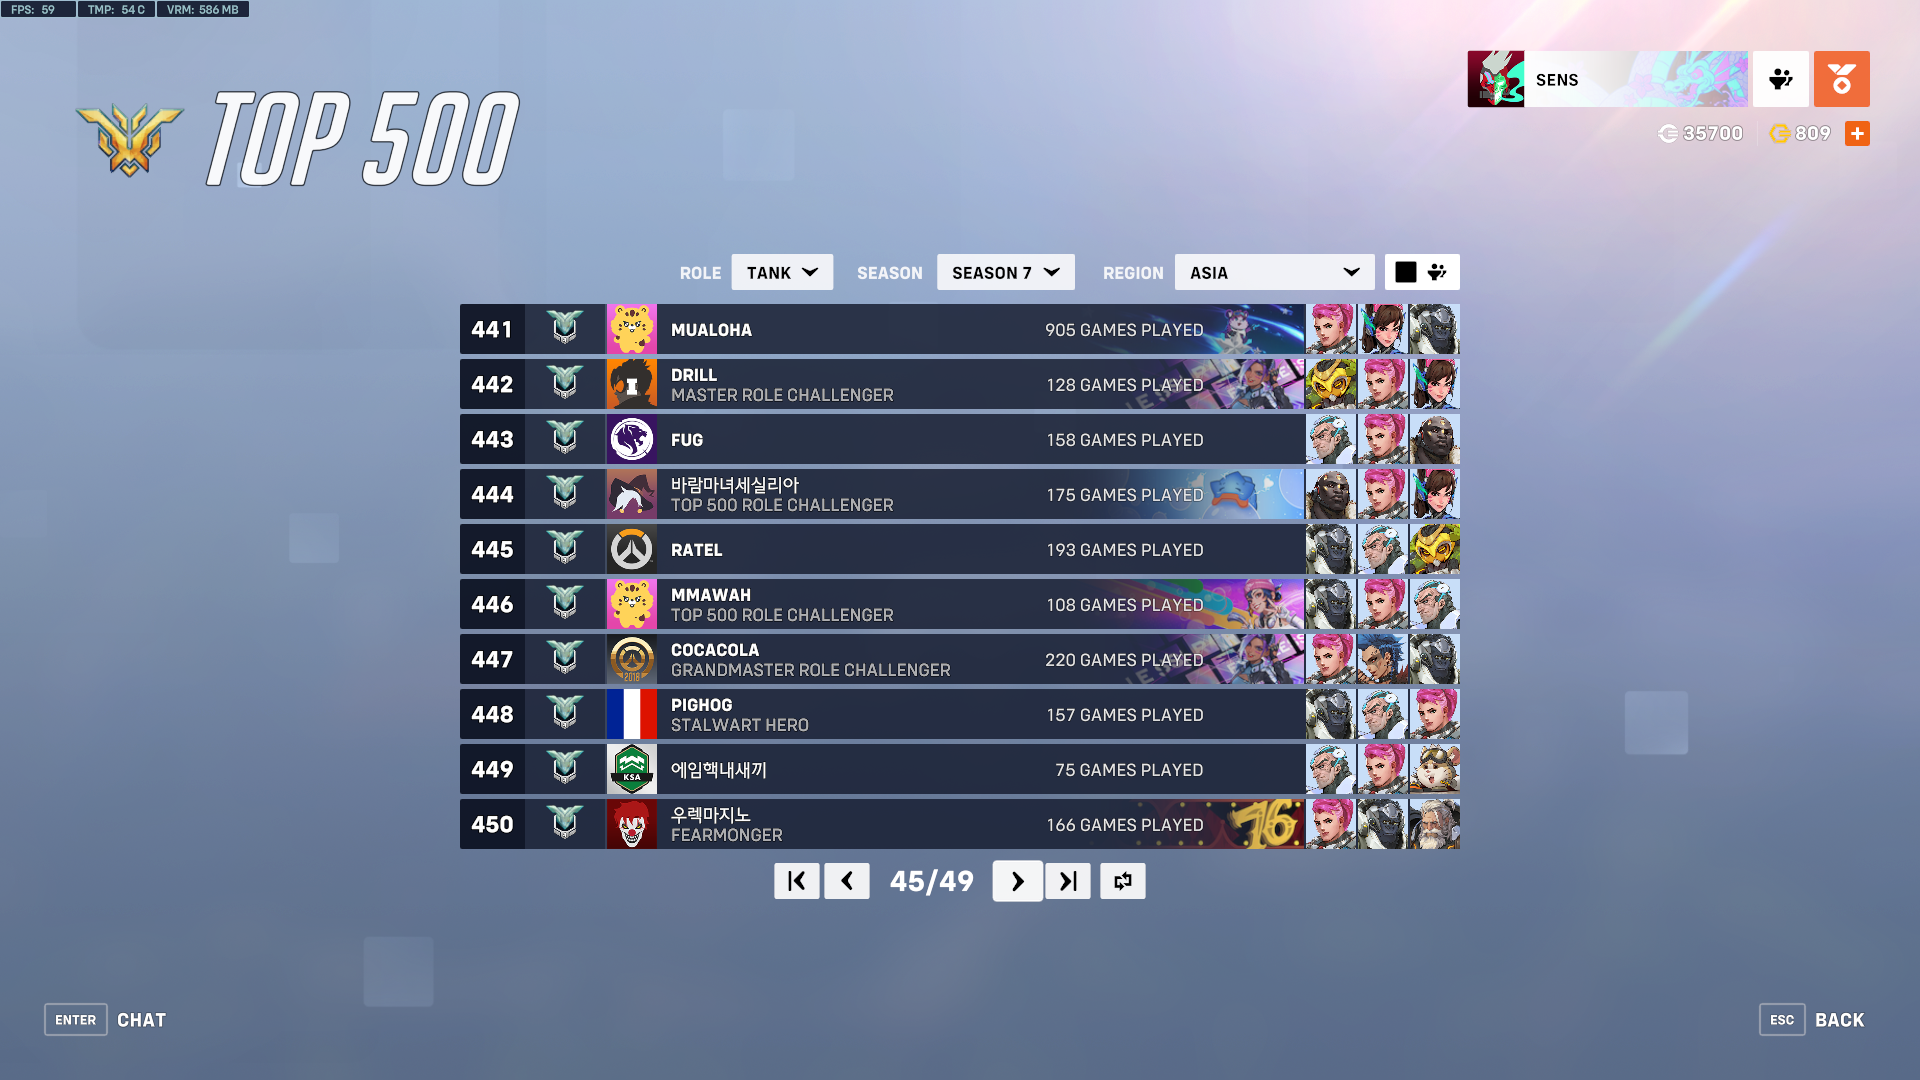 FPS: 59 TMP: 54 C VRM: 586 MB
TOP 500
SENS
35700 809
ROLE TANK SEASON SEASON 7 REGION ASIA
441 MUALOHA 905 GAMES PLAYED
442 DRILL 128 GAMES PLAYED
MASTER ROLE CHALLENGER
443 FUG 158 GAMES PLAYED
444 바람마녀세실리아 175 GAMES PLAYED
TOP 500 ROLE CHALLENGER
445 RATEL 193 GAMES PLAYED
446 MMAWAH 108 GAMES PLAYED
TOP 500 ROLE CHALLENGER
447 COCACOLA 220 GAMES PLAYED
GRANDMASTER ROLE CHALLENGER
2018
448 PIGHOG 157 GAMES PLAYED
STALWART HERO
449 KSA 에임핵내새끼 75 GAMES PLAYED
450 우렉마지노 166 GAMES PLAYED 76
FEARMONGER
45/49
ENTER CHAT
ESC BACK